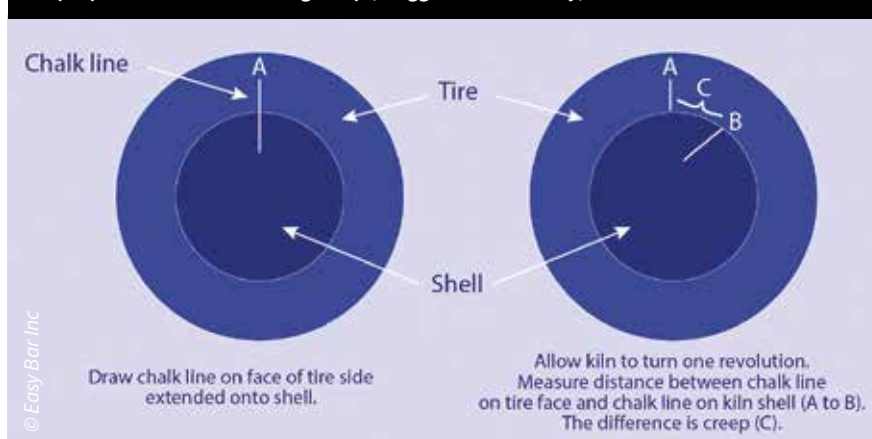 Chalk line
A
Tire
A
C
B
Shell
Draw chalk line on face of tire side
extended onto shell.
Allow kiln to turn one revolution.
Measure distance between chalk line
on tire face and chalk line on kiln shell (A to B).
The difference is creep (C).
© Easy Bar Inc